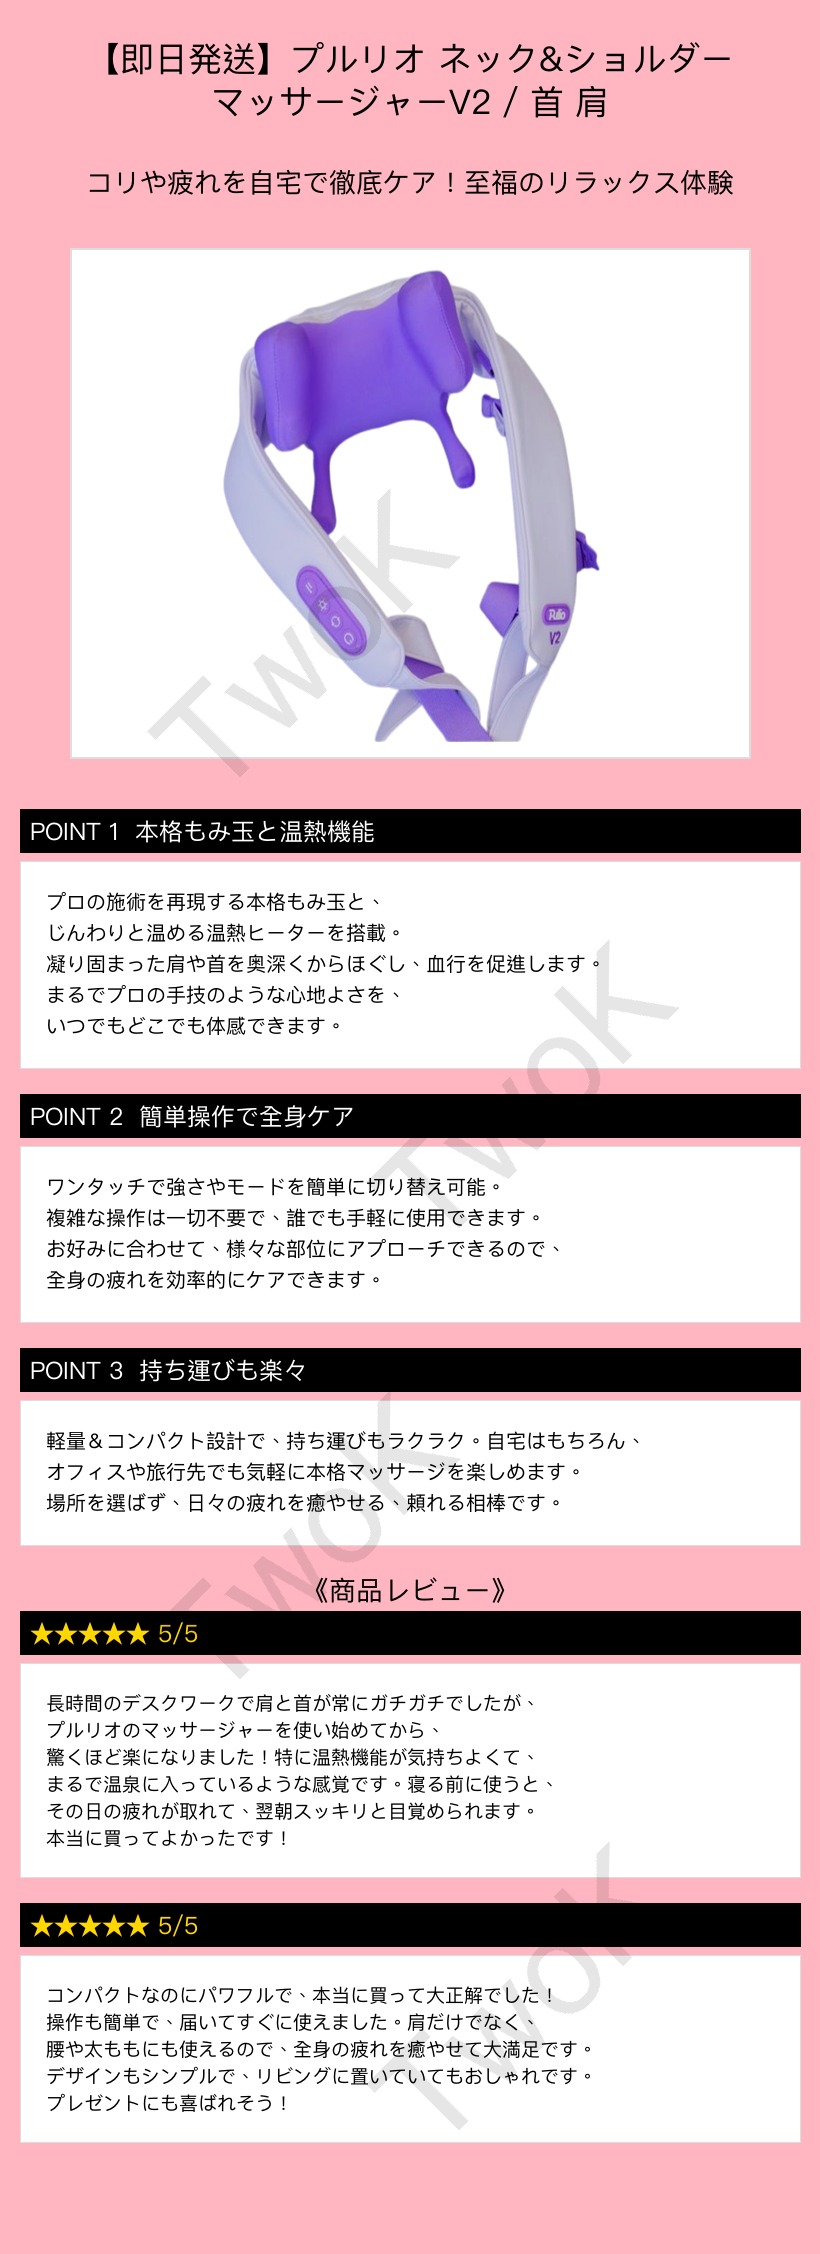 【即日発送】プルリオ ネック&ショルダー
マッサージャーV2 / 首 肩
コリや疲れを自宅で徹底ケア！至福のリラックス体験
Pulio
V2
TwoK
POINT 1 本格もみ玉と温熱機能
プロの施術を再現する本格もみ玉と、
じんわりと温める温熱ヒーターを搭載。
凝り固まった肩や首を奥深くからほぐし、血行を促進します。
まるでプロの手技のような心地よさを、
いつでもどこでも体感できます。
TwoK
POINT 2 簡単操作で全身ケア
ワンタッチで強さやモードを簡単に切り替え可能。
複雑な操作は一切不要で、誰でも手軽に使用できます。
お好みに合わせて、様々な部位にアプローチできるので、
全身の疲れを効率的にケアできます。
POINT 3 持ち運びも楽々
軽量＆コンパクト設計で、持ち運びもラクラク。自宅はもちろん、
オフィスや旅行先でも気軽に本格マッサージを楽しめます。
場所を選ばず、日々の疲れを癒やせる、頼れる相棒です。
TwoK
《商品レビュー》
★★★★★ 5/5
長時間のデスクワークで肩と首が常にガチガチでしたが、
プルリオのマッサージャーを使い始めてから、
驚くほど楽になりました！特に温熱機能が気持ちよくて、
まるで温泉に入っているような感覚です。寝る前に使うと、
その日の疲れが取れて、翌朝スッキリと目覚められます。
本当に買ってよかったです！
★★★★★ 5/5
コンパクトなのにパワフルで、本当に買って大正解でした！
操作も簡単で、届いてすぐに使えました。肩だけでなく、
腰や太ももにも使えるので、全身の疲れを癒やせて大満足です。
デザインもシンプルで、リビングに置いていてもおしゃれです。
プレゼントにも喜ばれそう！
TwoK